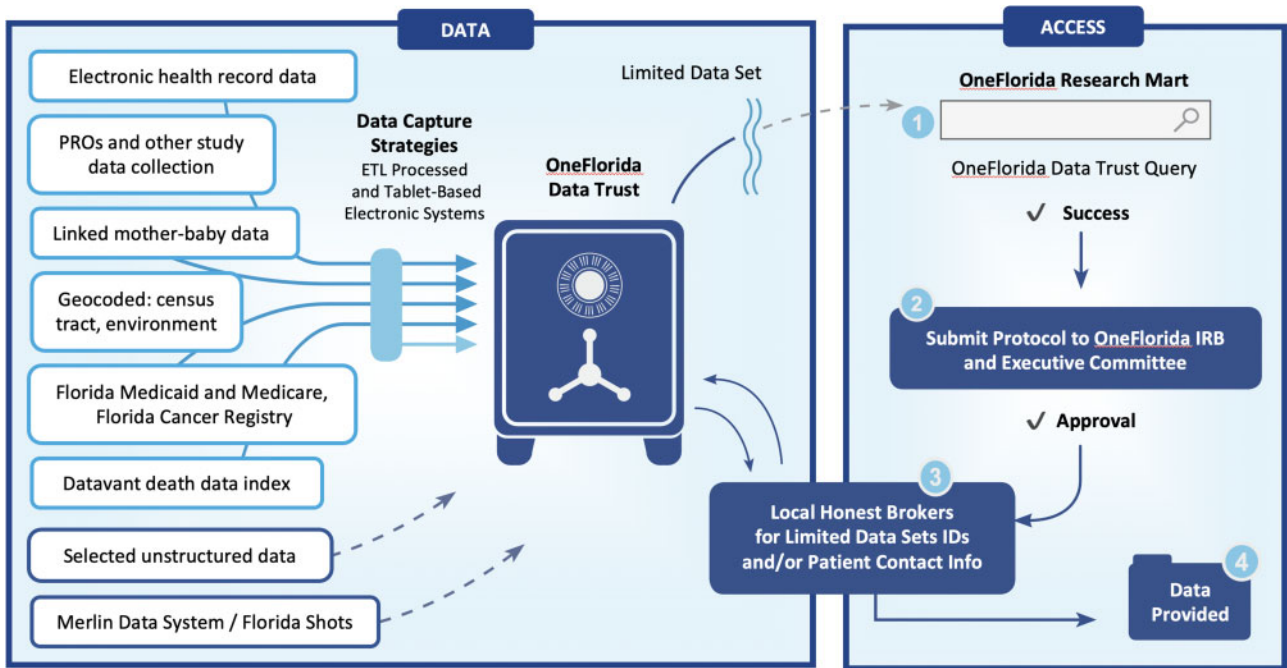 DATA
Electronic health record data
PROs and other study
data collection
Linked mother-baby data
Geocoded: census
tract, environment
Florida Medicaid and Medicare,
Florida Cancer Registry
Datavant death data index
Selected unstructured data
Merlin Data System / Florida Shots
Data Capture
Strategies
ETL Processed
and Tablet-Based
Electronic Systems
OneFlorida
Data Trust
Limited Data Set
ACCESS
OneFlorida Research Mart
1
OneFlorida Data Trust Query
✓ Success
2
Submit Protocol to OneFlorida IRB
and Executive Committee
✓ Approval
3
Local Honest Brokers
for Limited Data Sets IDs
and/or Patient Contact Info
4
Data
Provided